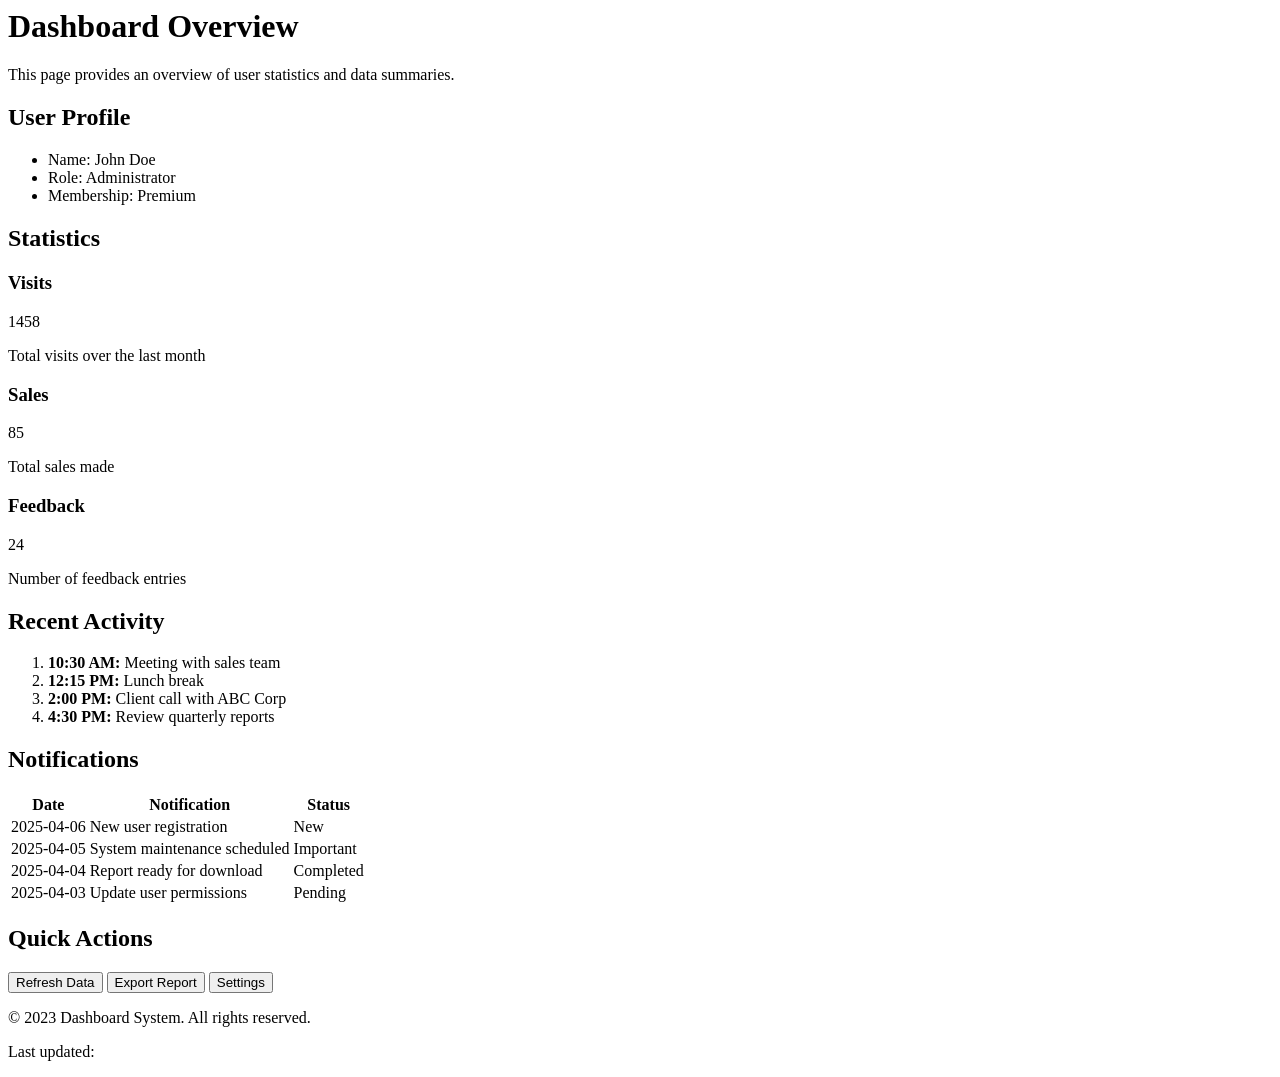 Dashboard Overview
This page provides an overview of user statistics and data summaries.
User Profile
• Name: John Doe
• Role: Administrator
• Membership: Premium
Statistics
Visits
1458
Total visits over the last month
Sales
85
Total sales made
Feedback
24
Number of feedback entries
Recent Activity
1. 10:30 AM: Meeting with sales team
2. 12:15 PM: Lunch break
3. 2:00 PM: Client call with ABC Corp
4. 4:30 PM: Review quarterly reports
Notifications
Date Notification Status
2025-04-06 New user registration New
2025-04-05 System maintenance scheduled Important
2025-04-04 Report ready for download Completed
2025-04-03 Update user permissions Pending
Quick Actions
Refresh Data Export Report Settings
© 2023 Dashboard System. All rights reserved.
Last updated: